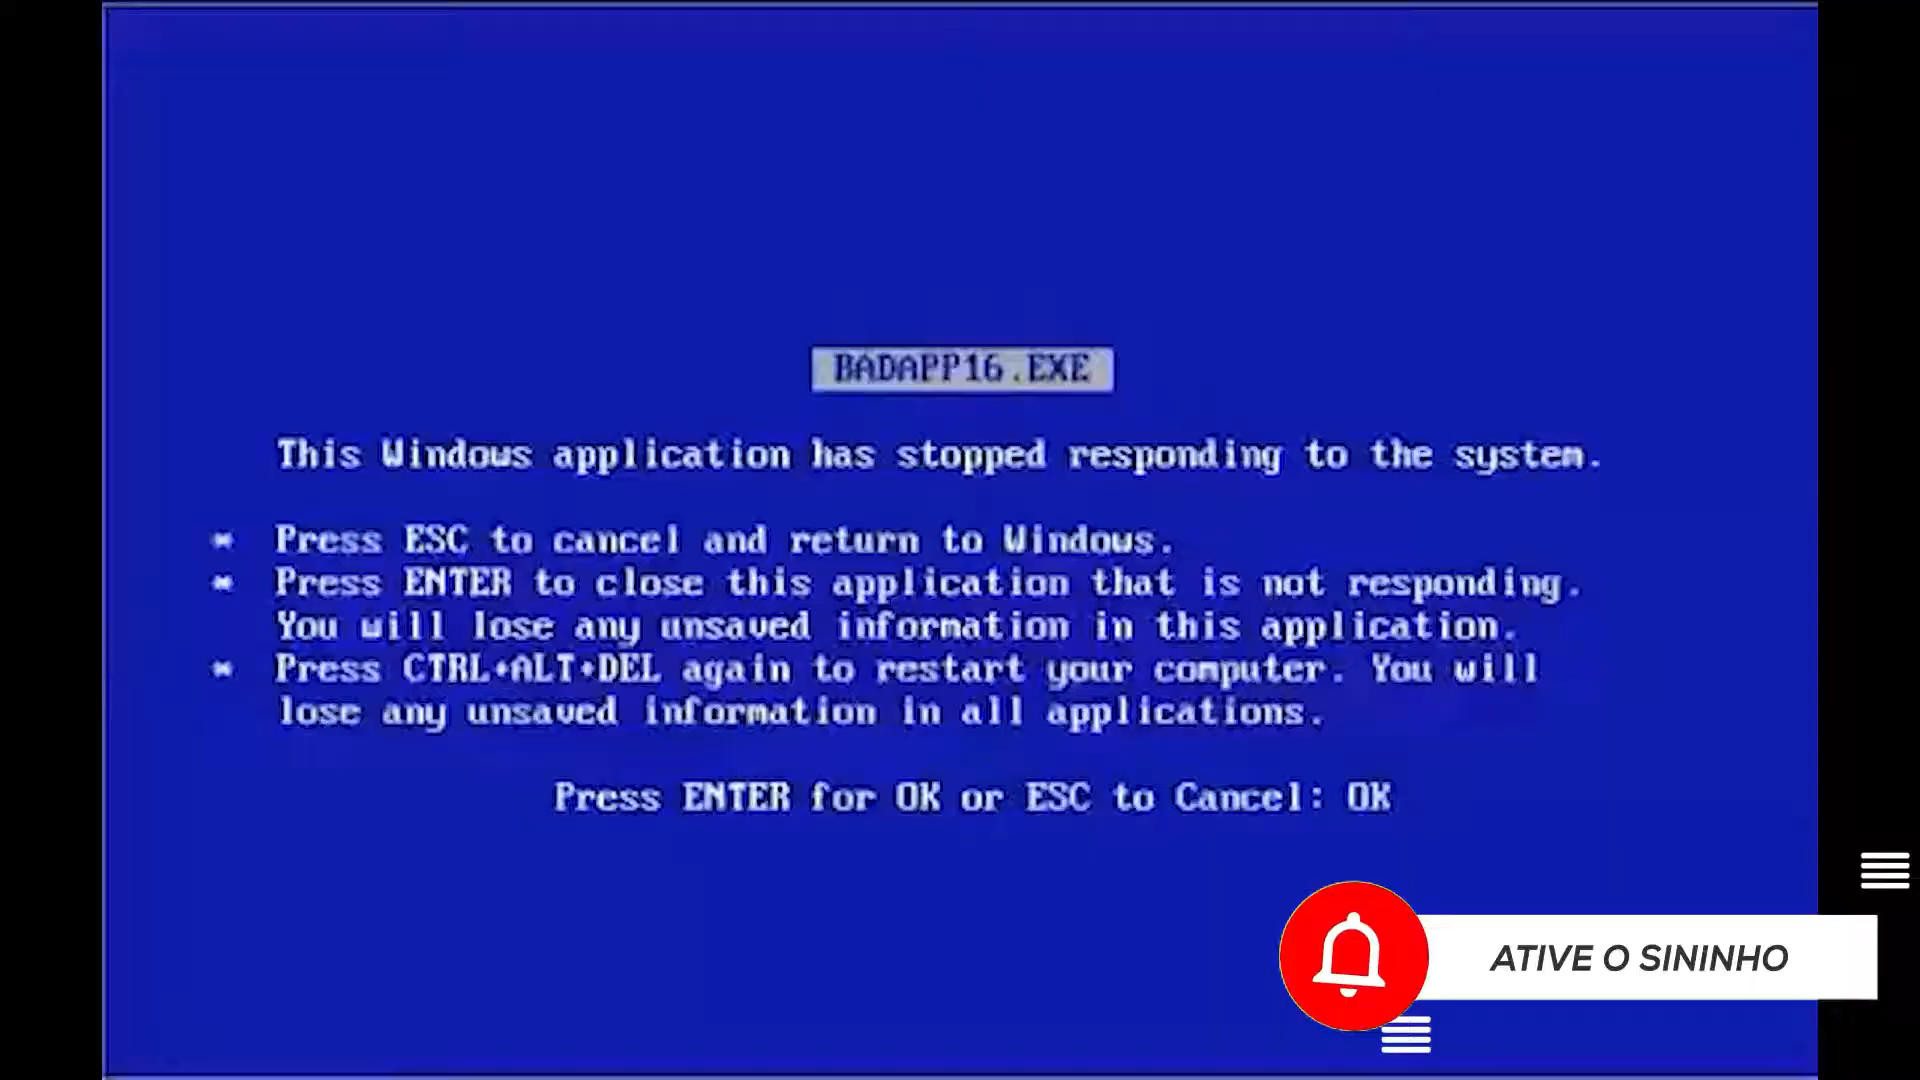 BADAPP16.EXE
This Windows application has stopped responding to the system.
* Press ESC to cancel and return to Windows.
* Press ENTER to close this application that is not responding.
You will lose any unsaved information in this application.
* Press CTRL+ALT+DEL again to restart your computer. You will
lose any unsaved information in all applications.
Press ENTER for OK or ESC to Cancel: OK
ATIVE O SININHO